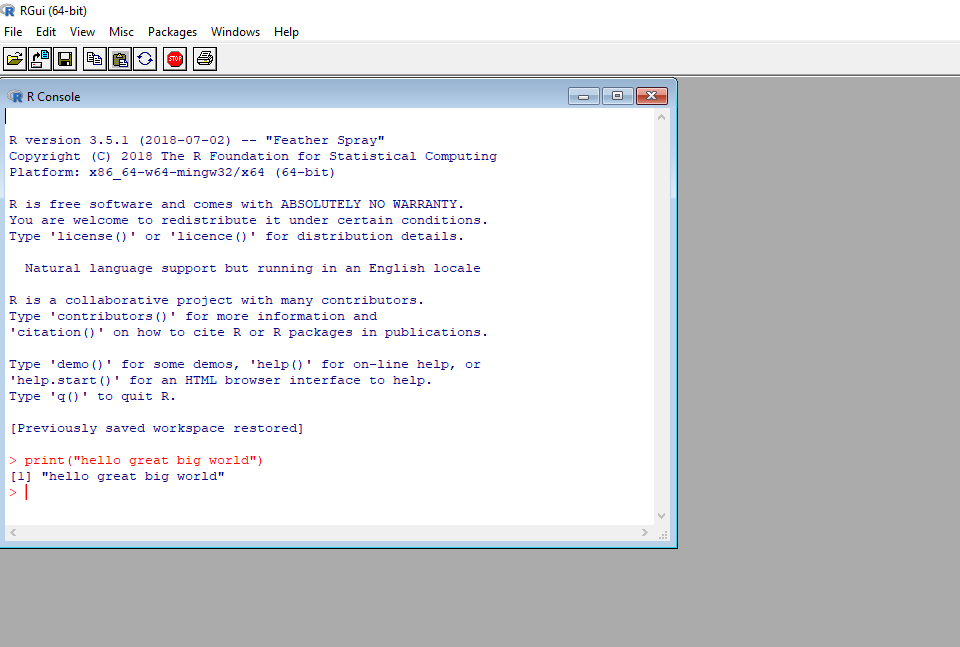 RGui (64-bit)
File Edit View Misc Packages Windows Help
STOP
R Console
R version 3.5.1 (2018-07-02) -- "Feather Spray"
Copyright (C) 2018 The R Foundation for Statistical Computing
Platform: x86_64-w64-mingw32/x64 (64-bit)
R is free software and comes with ABSOLUTELY NO WARRANTY.
You are welcome to redistribute it under certain conditions.
Type 'license()' or 'licence()' for distribution details.
Natural language support but running in an English locale
R is a collaborative project with many contributors.
Type 'contributors()' for more information and
'citation()' on how to cite R or R packages in publications.
Type 'demo()' for some demos, 'help()' for on-line help, or
'help.start()' for an HTML browser interface to help.
Type 'q()' to quit R.
[Previously saved workspace restored]
> print("hello great big world")
[1] "hello great big world"
>